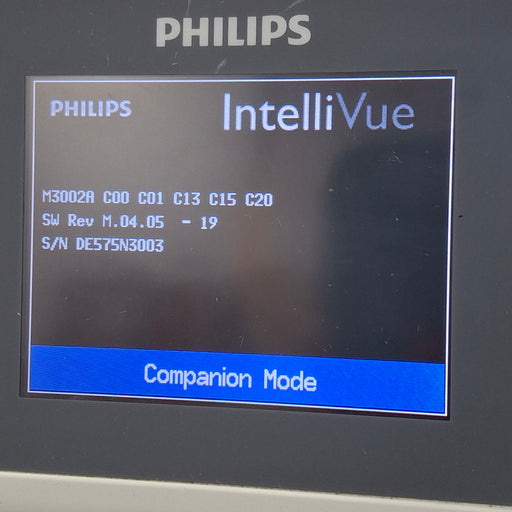 PHILIPS
PHILIPS IntelliVue
M3002A C00 C01 C13 C15 C20
SW Rev M.04.05 - 19
S/N DE575N3003
Companion Mode